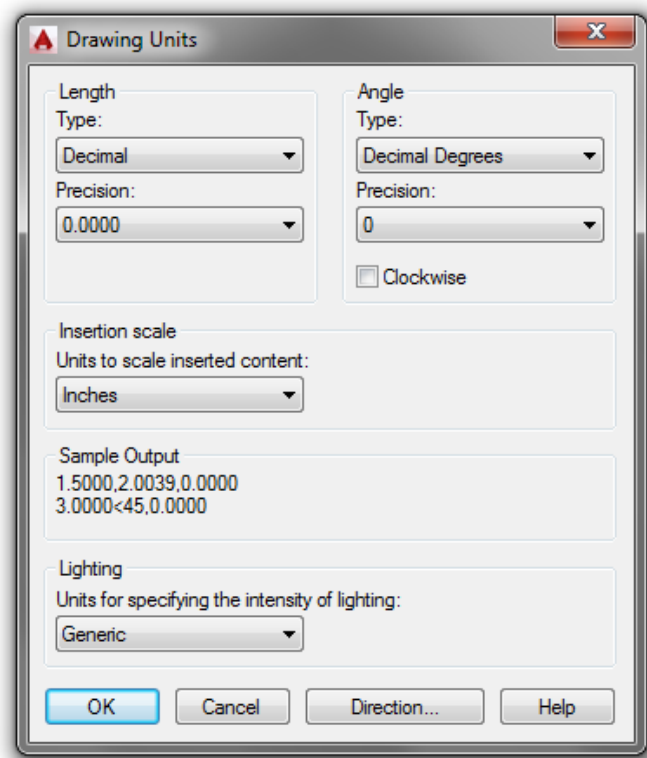 Drawing Units
Length
Type:
Decimal
Precision:
0.0000
Angle
Type:
Decimal Degrees
Precision:
0
Clockwise
Insertion scale
Units to scale inserted content:
Inches
Sample Output
1.5000,2.0039,0.0000
3.0000<45,0.0000
Lighting
Units for specifying the intensity of lighting:
Generic
OK
Cancel
Direction...
Help